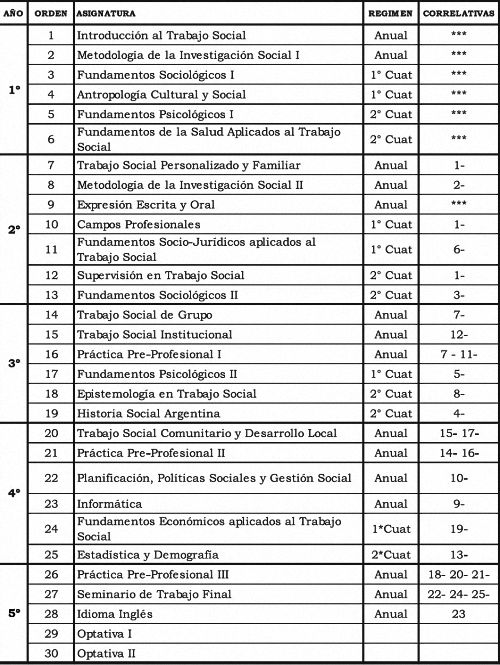 AÑO ORDEN ASIGNATURA REGIMEN CORRELATIVAS
1º
1 Introducción al Trabajo Social Anual ***
2 Metodología de la Investigación Social I Anual ***
3 Fundamentos Sociológicos I 1° Cuat ***
4 Antropología Cultural y Social 1° Cuat ***
5 Fundamentos Psicológicos I 2° Cuat ***
6 Fundamentos de la Salud Aplicados al Trabajo
Social 2° Cuat ***
2º
7 Trabajo Social Personalizado y Familiar Anual 1-
8 Metodología de la Investigación Social II Anual 2-
9 Expresión Escrita y Oral Anual ***
10 Campos Profesionales 1° Cuat 1-
11 Fundamentos Socio-Jurídicos aplicados al
Trabajo Social 1° Cuat 6-
12 Supervisión en Trabajo Social 2° Cuat 1-
13 Fundamentos Sociológicos II 2° Cuat 3-
3º
14 Trabajo Social de Grupo Anual 7-
15 Trabajo Social Institucional Anual 12-
16 Práctica Pre-Profesional I Anual 7 - 11-
17 Fundamentos Psicológicos II 1° Cuat 5-
18 Epistemología en Trabajo Social 2° Cuat 8-
19 Historia Social Argentina 2° Cuat 4-
4º
20 Trabajo Social Comunitario y Desarrollo Local Anual 15- 17-
21 Práctica Pre-Profesional II Anual 14- 16-
22 Planificación, Políticas Sociales y Gestión Social Anual 10-
23 Informática Anual 9-
24 Fundamentos Económicos aplicados al Trabajo
Social 1*Cuat 19-
25 Estadística y Demografía 2*Cuat 13-
5º
26 Práctica Pre-Profesional III Anual 18- 20- 21-
27 Seminario de Trabajo Final Anual 22- 24- 25-
28 Idioma Inglés Anual 23
29 Optativa I
30 Optativa II